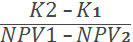 K2 – K1
NPV1 – NPV2